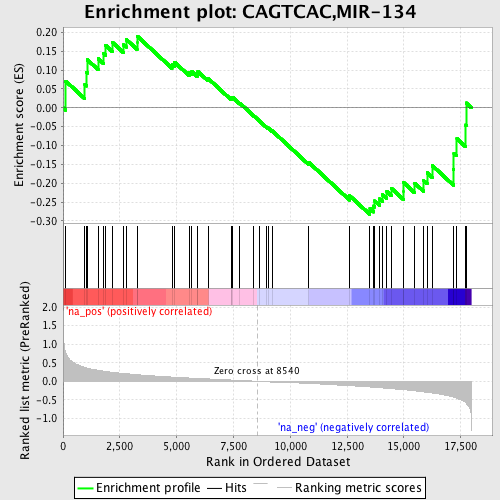 Enrichment plot: CAGTCAC,MIR-134
Enrichment score (ES)
0.20
0.15
0.10
0.05
0.00
-0.05
-0.10
-0.15
-0.20
-0.25
-0.30
'na_pos' (positively correlated)
Ranked list metric (PreRanked)
2.0
1.5
1.0
0.5
0.0
-0.5
-1.0
Zero cross at 8540
'na_neg' (negatively correlated)
0 2,500 5,000 7,500 10,000 12,500 15,000 17,500
Rank in Ordered Dataset
Enrichment profile Hits Ranking metric scores